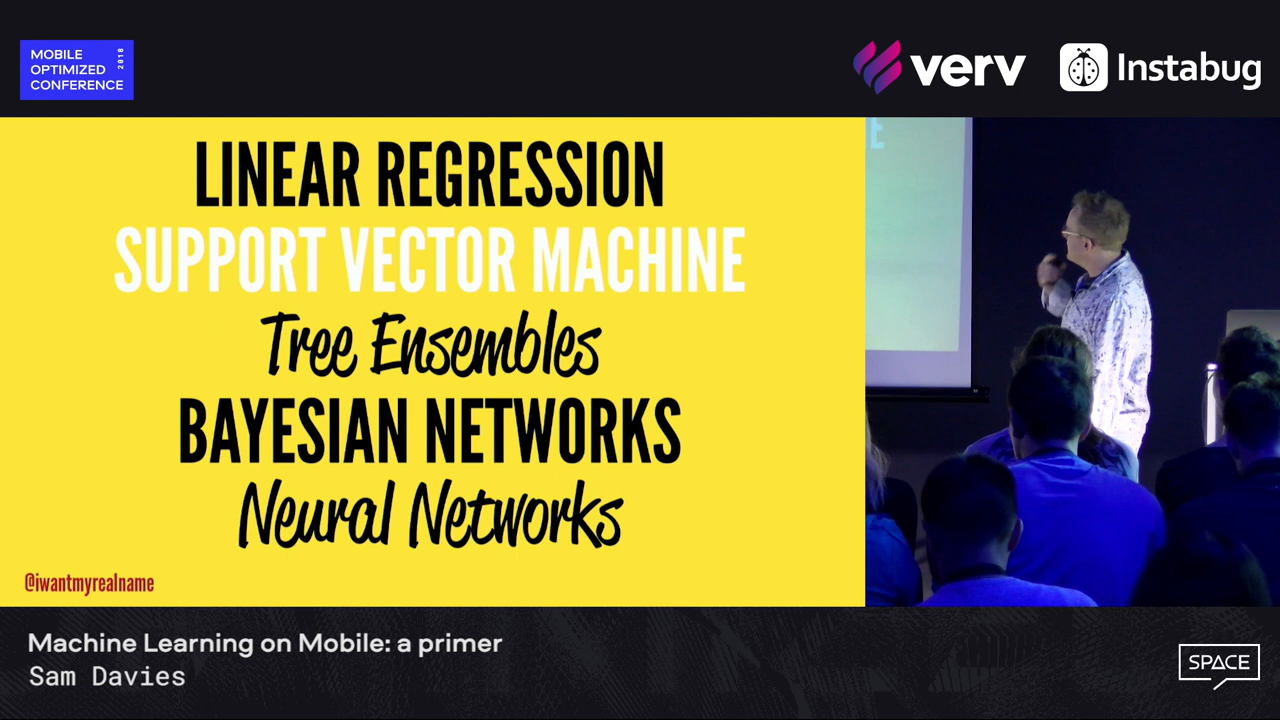 MOBILE
OPTIMIZED
CONFERENCE
2018
verv
Instabug
LINEAR REGRESSION
SUPPORT VECTOR MACHINE
Tree Ensembles
BAYESIAN NETWORKS
Neural Networks
@iwantmyrealname
E
Machine Learning on Mobile: a primer
Sam Davies
SPACE